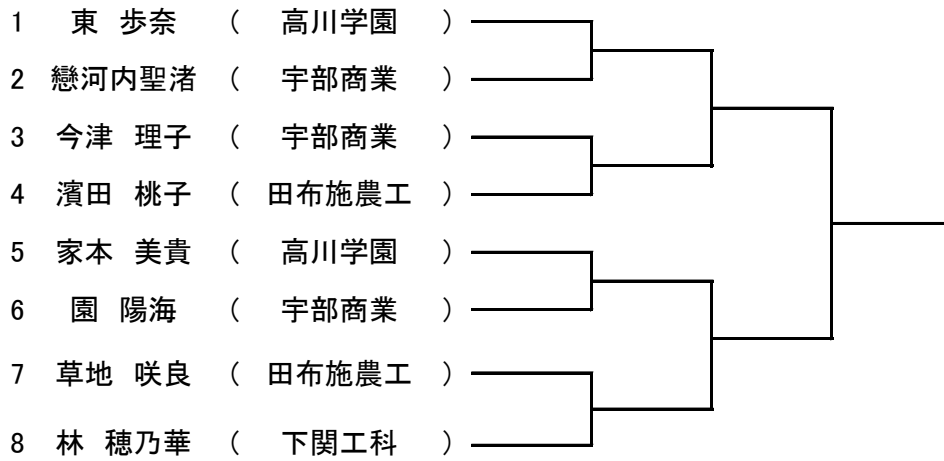 1 東 歩奈 ( 高川学園 )
2 戀河内聖渚 ( 宇部商業 )
3 今津 理子 ( 宇部商業 )
4 濱田 桃子 ( 田布施農工 )
5 家本 美貴 ( 高川学園 )
6 園 陽海 ( 宇部商業 )
7 草地 咲良 ( 田布施農工 )
8 林 穂乃華 ( 下関工科 )